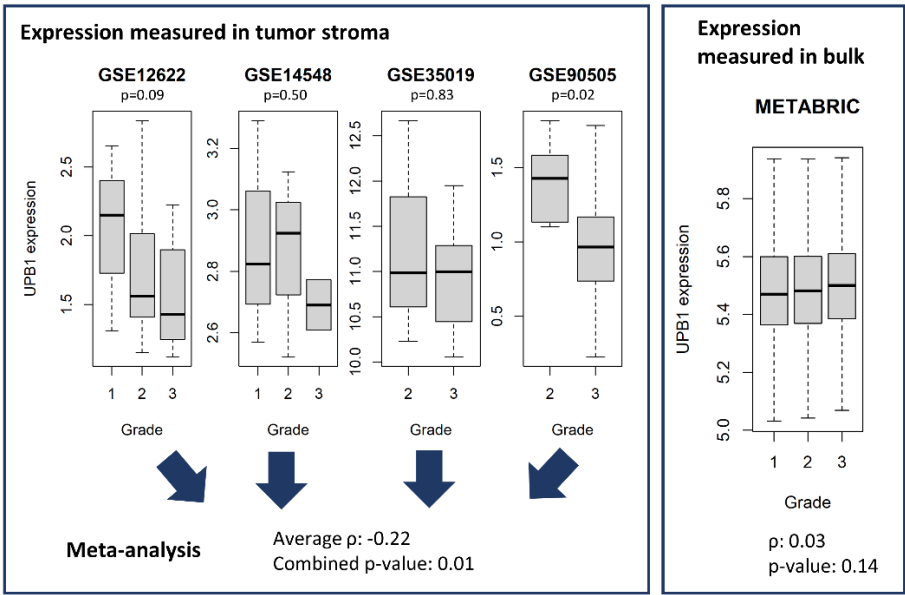 Expression measured in tumor stroma
GSE12622
p=0.09
GSE14548
p=0.50
GSE35019
p=0.83
GSE90505
p=0.02
UPB1 expression
2.5
2.0
1.5
1 2 3
Grade
3.2
3.0
2.8
2.6
1 2 3
Grade
12.5
12.0
11.5
11.0
10.5
10.0
2 3
Grade
1.5
1.0
0.5
2 3
Grade
Meta-analysis
Average ρ: -0.22
Combined p-value: 0.01
Expression
measured in bulk
METABRIC
UPB1 expression
5.8
5.6
5.4
5.2
5.0
1 2 3
Grade
ρ: 0.03
p-value: 0.14